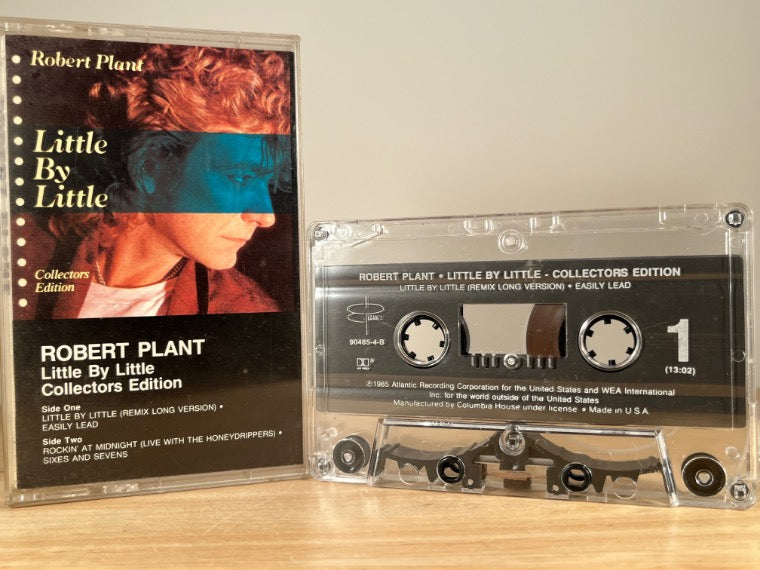 Robert Plant
Little
By
Little
Collectors
Edition
ROBERT PLANT
Little By Little
Collectors Edition
Side One
LITTLE BY LITTLE (REMIX LONG VERSION) •
EASILY LEAD
Side Two
ROCKIN' AT MIDNIGHT (LIVE WITH THE HONEYDRIPPERS) •
SIXES AND SEVENS
ROBERT PLANT • LITTLE BY LITTLE - COLLECTORS EDITION
LITTLE BY LITTLE (REMIX LONG VERSION) • EASILY LEAD
90485-4-B
1
(13:02)
℗1985 Atlantic Recording Corporation for the United States and WEA International
Inc. for the world outside of the United States
Manufactured by Columbia House under license • Made in U.S.A.